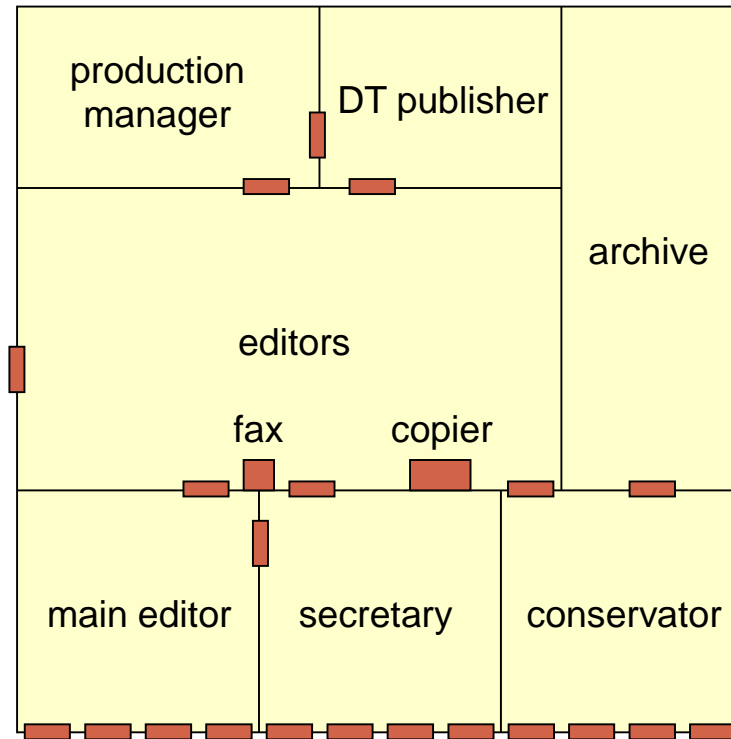 production
manager
DT publisher
archive
editors
fax
copier
main editor
secretary
conservator